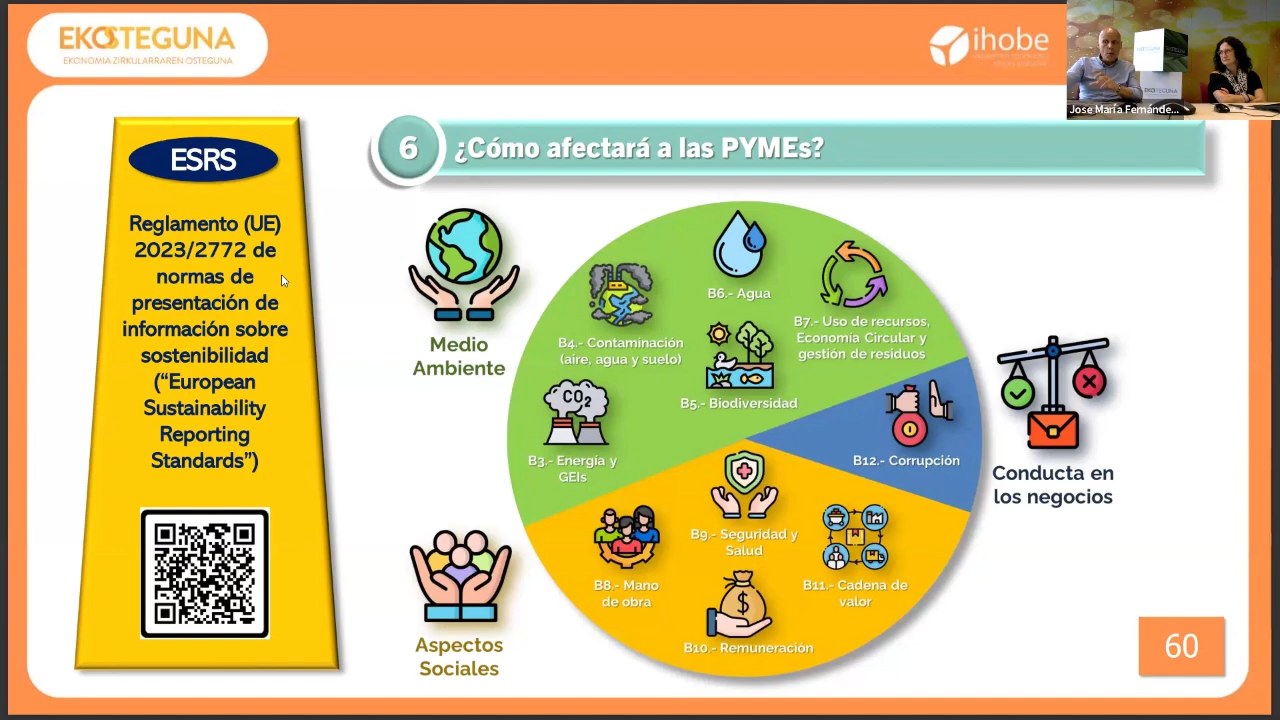 EKOSTEGUNA
EKONOMIA ZIRKULARRAREN OSTEGUNA
ihobe
Jose María Fernánde...
ESRS
Reglamento (UE)
2023/2772 de
normas de
presentación de
información sobre
sostenibilidad
(“European
Sustainability
Reporting
Standards”)
6
¿Cómo afectará a las PYMEs?
Medio
Ambiente
B6.- Agua
B4.- Contaminación
(aire, agua y suelo)
B7.- Uso de recursos,
Economía Circular y
gestión de residuos
B5.- Biodiversidad
CO2
B3.- Energía y
GEIs
B12.- Corrupción
Conducta en
los negocios
B9.- Seguridad y
Salud
B8.- Mano
de obra
B11.- Cadena de
valor
$
B10.- Remuneración
Aspectos
Sociales
60